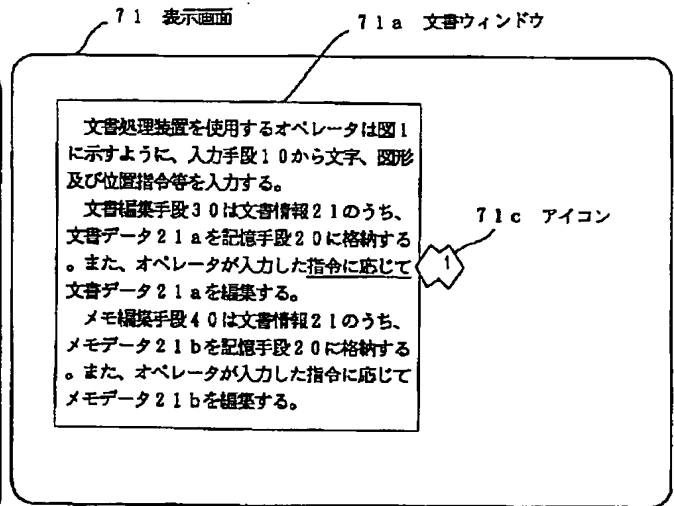 71 表示画面
71a 文書ウィンドウ
文書処理装置を使用するオペレータは図1
に示すように、入力手段10から文字、図形
及び位置指令等を入力する。
文書編集手段30は文書情報21のうち、
文書データ21aを記憶手段20に格納する
。また、オペレータが入力した指令に応じて
文書データ21aを編集する。
メモ編集手段40は文書情報21のうち、
メモデータ21bを記憶手段20に格納する
。また、オペレータが入力した指令に応じて
メモデータ21bを編集する。
71c アイコン
1